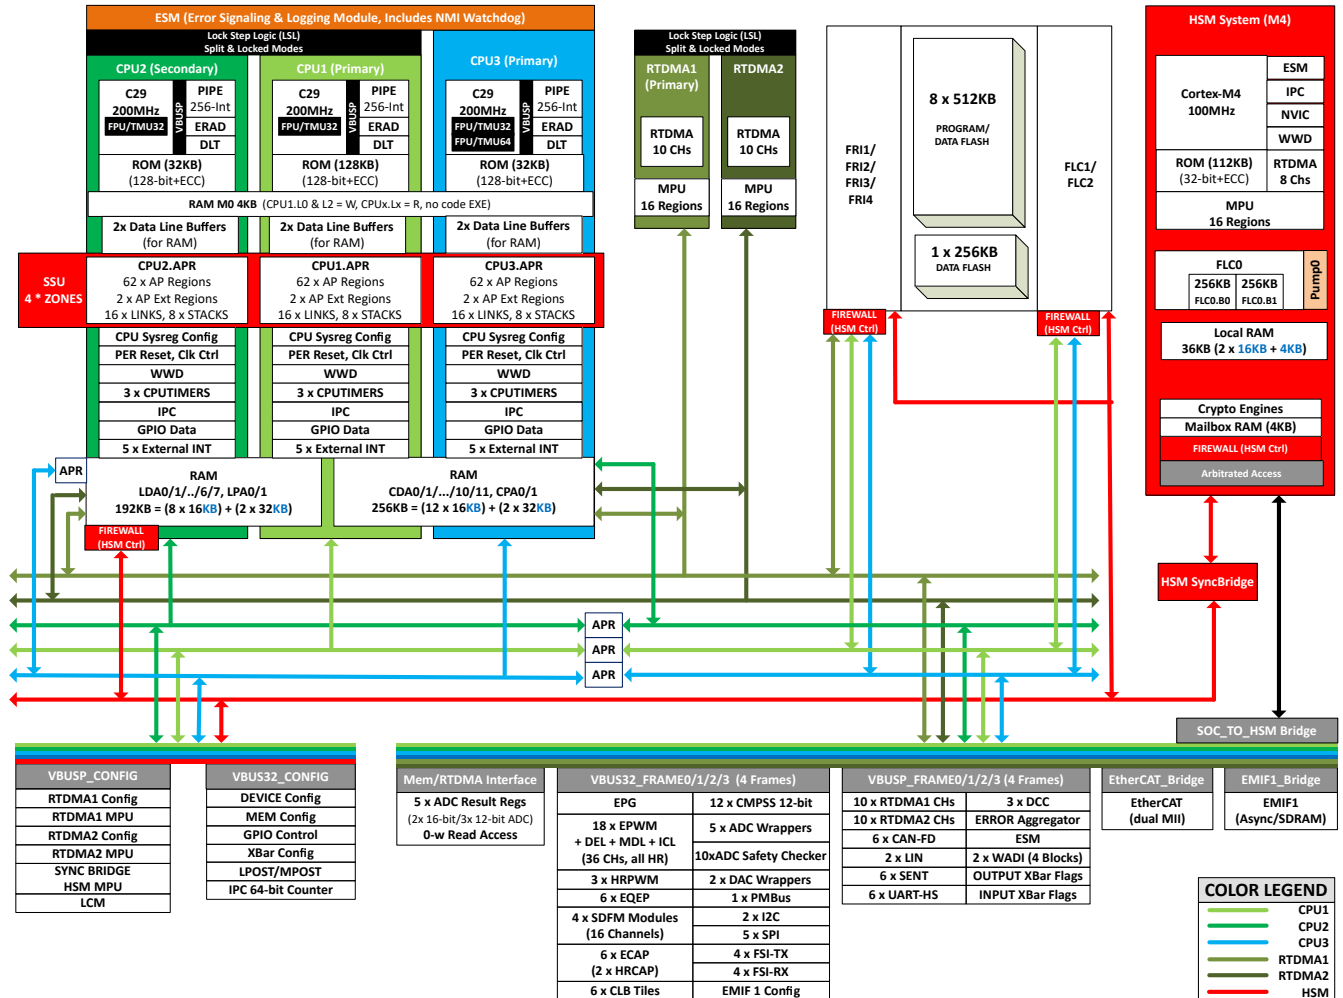 ESM (Error Signaling & Logging Module, Includes NMI Watchdog)
Lock Step Logic (LSL)
Split & Locked Modes
CPU2 (Secondary)
C29
200MHz
FPU/TMU32
VBUSP
PIPE
256-Int
ERAD
DLT
ROM (32KB)
(128-bit+ECC)
CPU1 (Primary)
C29
200MHz
FPU/TMU32
VBUSP
PIPE
256-Int
ERAD
DLT
ROM (128KB)
(128-bit+ECC)
CPU3 (Primary)
C29
200MHz
FPU/TMU32
FPU/TMU64
VBUSP
PIPE
256-Int
ERAD
DLT
ROM (32KB)
(128-bit+ECC)
RAM M0 4KB (CPU1.L0 & L2 = W, CPUx.Lx = R, no code EXE)
2x Data Line Buffers
(for RAM)
2x Data Line Buffers
(for RAM)
2x Data Line Buffers
(for RAM)
SSU
4 * ZONES
CPU2.APR
62 x AP Regions
2 x AP Ext Regions
16 x LINKS, 8 x STACKS
CPU1.APR
62 x AP Regions
2 x AP Ext Regions
16 x LINKS, 8 x STACKS
CPU3.APR
62 x AP Regions
2 x AP Ext Regions
16 x LINKS, 8 x STACKS
CPU Sysreg Config
PER Reset, Clk Ctrl
WWD
3 x CPUTIMERS
IPC
GPIO Data
5 x External INT
CPU Sysreg Config
PER Reset, Clk Ctrl
WWD
3 x CPUTIMERS
IPC
GPIO Data
5 x External INT
CPU Sysreg Config
PER Reset, Clk Ctrl
WWD
3 x CPUTIMERS
IPC
GPIO Data
5 x External INT
APR
RAM
LDA0/1/../6/7, LPA0/1
192KB = (8 x 16KB) + (2 x 32KB)
RAM
CDA0/1/.../10/11, CPA0/1
256KB = (12 x 16KB) + (2 x 32KB)
FIREWALL
(HSM Ctrl)
Lock Step Logic (LSL)
Split & Locked Modes
RTDMA1
(Primary)
RTDMA
10 CHs
MPU
16 Regions
RTDMA2
RTDMA
10 CHs
MPU
16 Regions
FRI1/
FRI2/
FRI3/
FRI4
8 x 512KB
PROGRAM/
DATA FLASH
1 x 256KB
DATA FLASH
FLC1/
FLC2
FIREWALL
(HSM Ctrl)
FIREWALL
(HSM Ctrl)
HSM System (M4)
Cortex-M4
100MHz
ESM
IPC
NVIC
WWD
ROM (112KB)
(32-bit+ECC)
RTDMA
8 Chs
MPU
16 Regions
FLC0
256KB
FLC0.B0
256KB
FLC0.B1
Pump0
Local RAM
36KB (2 x 16KB + 4KB)
Crypto Engines
Mailbox RAM (4KB)
FIREWALL (HSM Ctrl)
Arbitrated Access
HSM SyncBridge
APR
APR
APR
SOC_TO_HSM Bridge
VBUSP_CONFIG
RTDMA1 Config
RTDMA1 MPU
RTDMA2 Config
RTDMA2 MPU
SYNC BRIDGE
HSM MPU
LCM
VBUS32_CONFIG
DEVICE Config
MEM Config
GPIO Control
XBar Config
LPOST/MPOST
IPC 64-bit Counter
Mem/RTDMA Interface
5 x ADC Result Regs
(2x 16-bit/3x 12-bit ADC)
0-w Read Access
VBUS32_FRAME0/1/2/3 (4 Frames)
EPG
18 x EPWM
+ DEL + MDL + ICL
(36 CHs, all HR)
3 x HRPWM
6 x EQEP
4 x SDFM Modules
(16 Channels)
6 x ECAP
(2 x HRCAP)
6 x CLB Tiles
12 x CMPSS 12-bit
5 x ADC Wrappers
10xADC Safety Checker
2 x DAC Wrappers
1 x PMBus
2 x I2C
5 x SPI
4 x FSI-TX
4 x FSI-RX
EMIF 1 Config
VBUSP_FRAME0/1/2/3 (4 Frames)
10 x RTDMA1 CHs
10 x RTDMA2 CHs
6 x CAN-FD
2 x LIN
6 x SENT
6 x UART-HS
3 x DCC
ERROR Aggregator
ESM
2 x WADI (4 Blocks)
OUTPUT XBar Flags
INPUT XBar Flags
EtherCAT_Bridge
EtherCAT
(dual MII)
EMIF1_Bridge
EMIF1
(Async/SDRAM)
COLOR LEGEND
CPU1
CPU2
CPU3
RTDMA1
RTDMA2
HSM